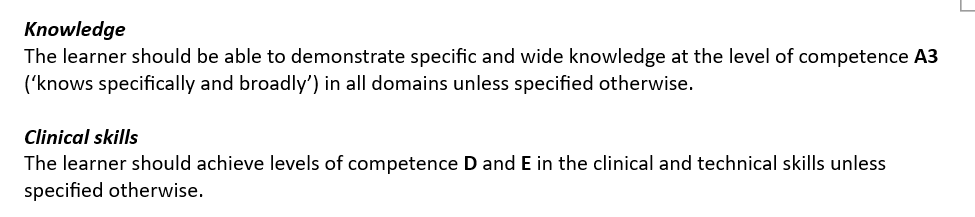 Knowledge
The learner should be able to demonstrate specific and wide knowledge at the level of competence A3
(‘knows specifically and broadly’) in all domains unless specified otherwise.
Clinical skills
The learner should achieve levels of competence D and E in the clinical and technical skills unless
specified otherwise.